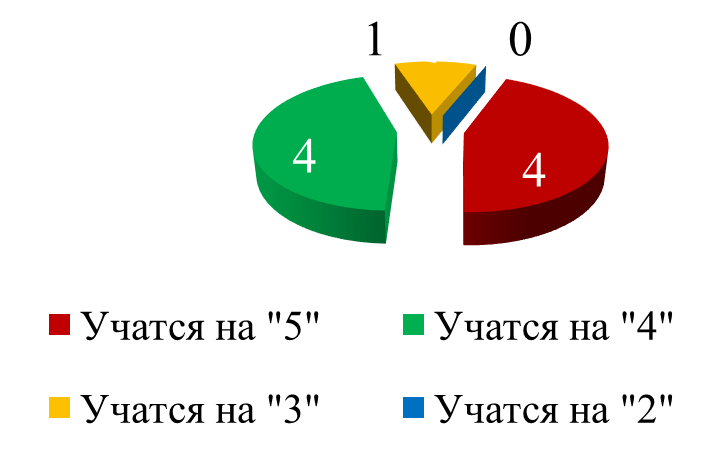 1 0
4 4
Учатся на "5" Учатся на "4"
Учатся на "3" Учатся на "2"